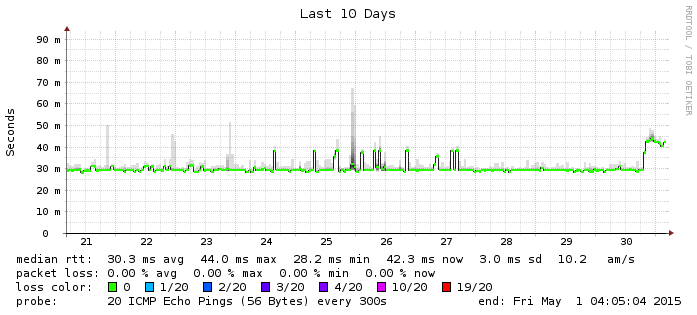 Last 10 Days
RRDTOOL / TOBI OETIKER
Seconds
90 m
80 m
70 m
60 m
50 m
40 m
30 m
20 m
10 m
0
21 22 23 24 25 26 27 28 29 30
median rtt: 30.3 ms avg 44.0 ms max 28.2 ms min 42.3 ms now 3.0 ms sd 10.2 am/s
packet loss: 0.00 % avg 0.00 % max 0.00 % min 0.00 % now
loss color: 0 1/20 2/20 3/20 4/20 10/20 19/20
probe: 20 ICMP Echo Pings (56 Bytes) every 300s end: Fri May 1 04:05:04 2015